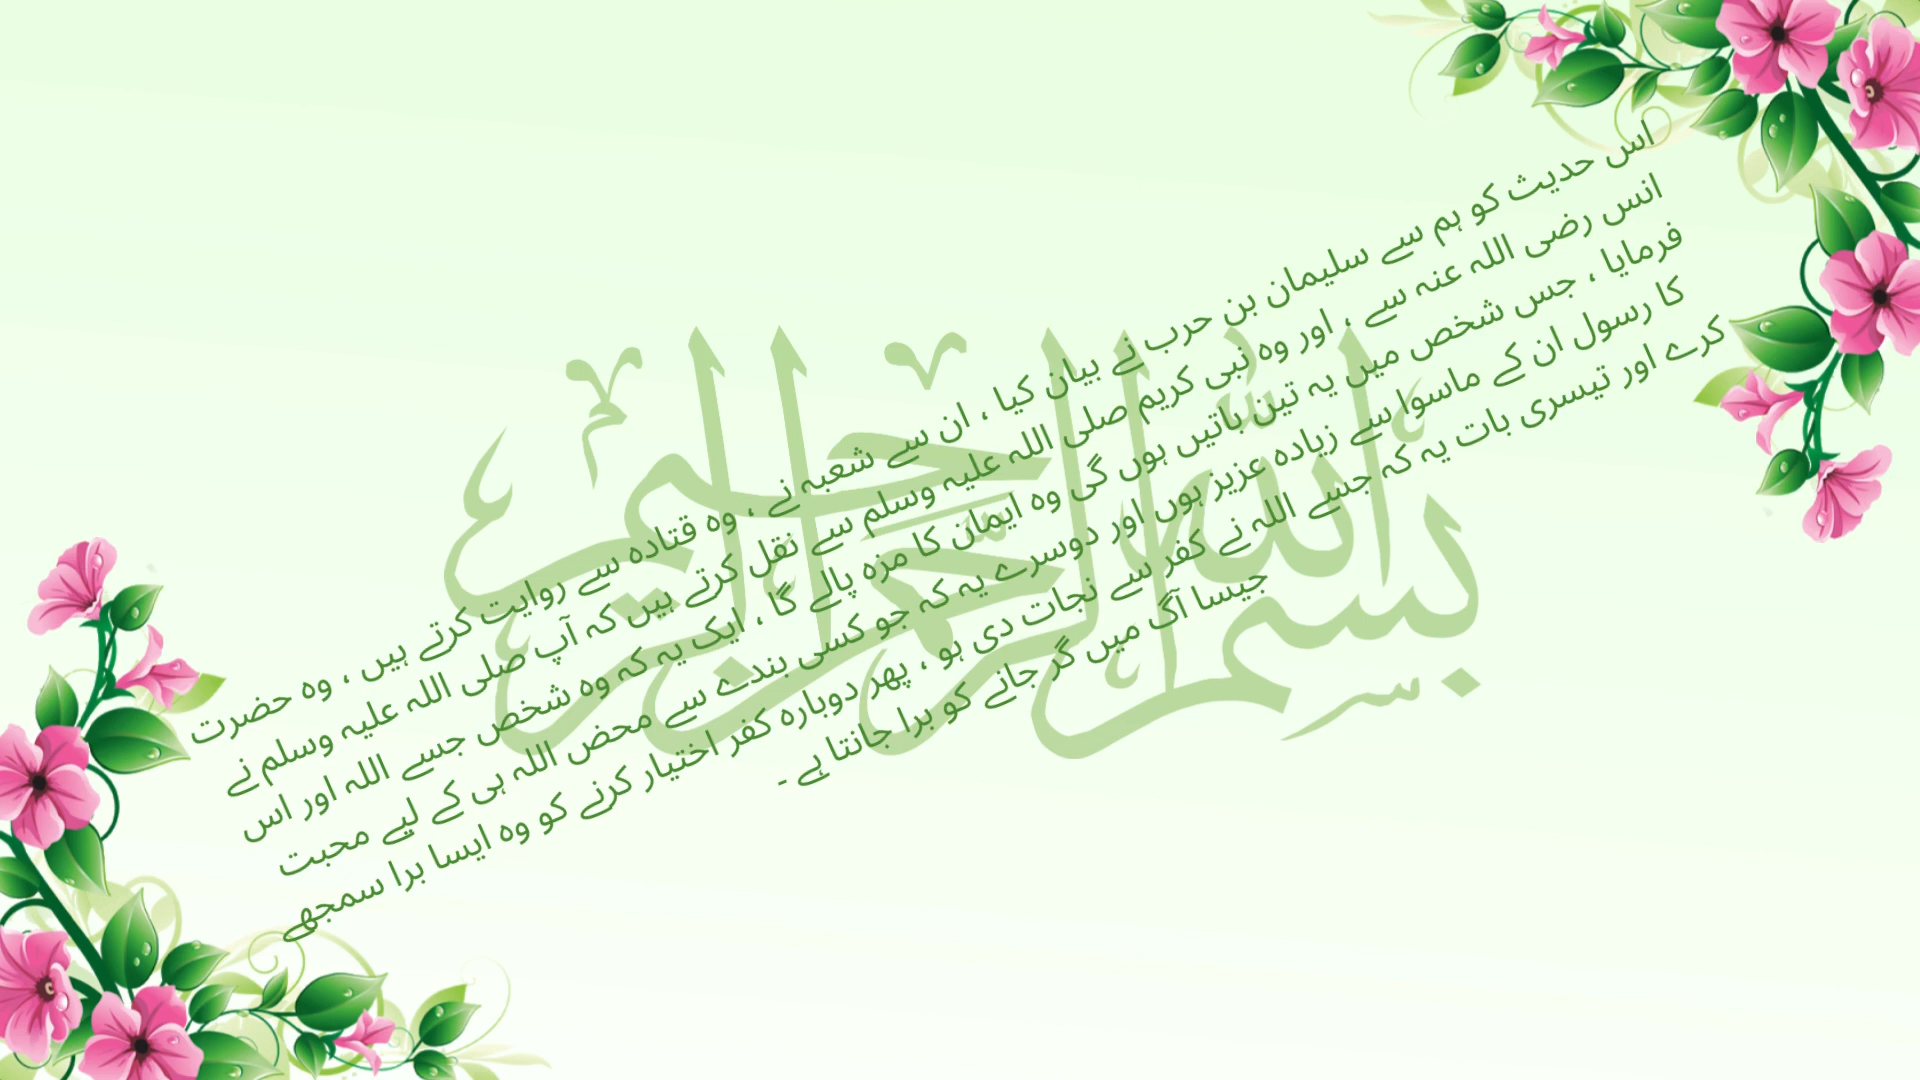 بسم الله الرحمن الرحيم
اس حدیث کو ہم سے سلیمان بن حرب نے بیان کیا ، ان سے شعبہ نے ، وہ قتادہ سے روایت کرتے ہیں ، وہ حضرت
انس رضی اللہ عنہ سے ، اور وہ نبی کریم صلی اللہ علیہ وسلم سے نقل کرتے ہیں کہ آپ صلی اللہ علیہ وسلم نے
فرمایا ، جس شخص میں یہ تین باتیں ہوں گی وہ ایمان کا مزہ پالے گا ، ایک یہ کہ وہ شخص جسے اللہ اور اس
کا رسول ان کے ماسوا سے زیادہ عزیز ہوں اور دوسرے یہ کہ جو کسی بندے سے محض اللہ ہی کے لیے محبت
کرے اور تیسری بات یہ کہ جسے اللہ نے کفر سے نجات دی ہو ، پھر دوبارہ کفر اختیار کرنے کو وہ ایسا برا سمجھے
جیسا آگ میں گر جانے کو برا جانتا ہے ۔